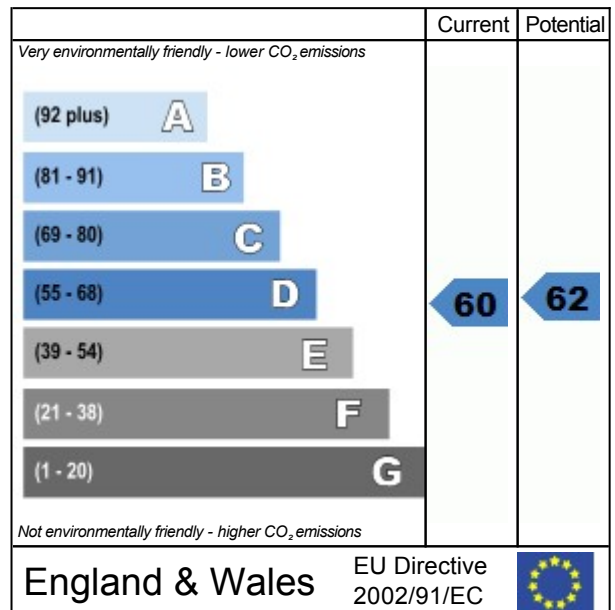 Current Potential
Very environmentally friendly - lower CO₂ emissions
(92 plus) A
(81 - 91) B
(69 - 80) C
(55 - 68) D
60 62
(39 - 54) E
(21 - 38) F
(1 - 20) G
Not environmentally friendly - higher CO₂ emissions
England & Wales
EU Directive
2002/91/EC